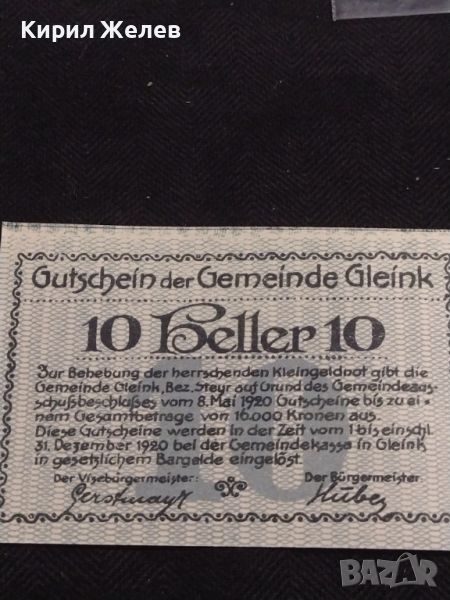 Кирил Желев
Gutschein der Gemeinde Gleink
10 Heller 10
Zur Behebung der herrschenden Kleingeldnot gibt die
Gemeinde Gleink, Bez. Steyr auf Grund des Gemeindeaus-
schußbeschlußes vom 8. Mai 1920 Gutscheine bis zu ei-
nem Gesamtbetrage von 16.000 Kronen aus.
Diese Gutscheine werden in der Zeit vom 1. bis einschl.
31. Dezember 1920 bei der Gemeindekassa in Gleink
in gesetzlichem Bargelde eingelöst.
Der Vizebürgermeister: Der Bürgermeister
Gerstmayr Huber
BAZAR